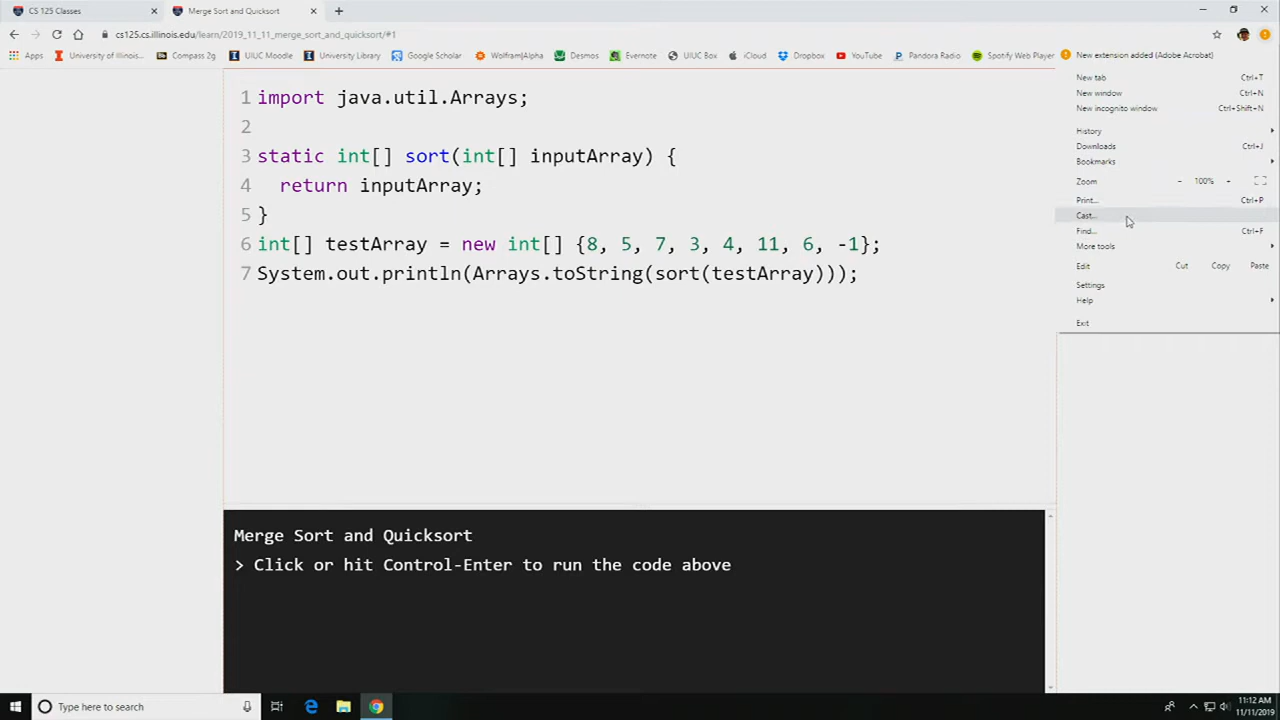 CS 125 Classes
Merge Sort and Quicksort
cs125.cs.illinois.edu/learn/2019_11_11_merge_sort_and_quicksort/#1
Apps University of Illinois... Compass 2g UIUC Moodle University Library Google Scholar Wolfram|Alpha Desmos Evernote UIUC Box iCloud Dropbox YouTube Pandora Radio Spotify Web Player
New extension added (Adobe Acrobat)
New tab Ctrl+T
New window Ctrl+N
New incognito window Ctrl+Shift+N
History
Downloads Ctrl+J
Bookmarks
Zoom - 100% +
Print... Ctrl+P
Cast...
Find... Ctrl+F
More tools
Edit Cut Copy Paste
Settings
Help
Exit
1 import java.util.Arrays;
2
3 static int[] sort(int[] inputArray) {
4 return inputArray;
5 }
6 int[] testArray = new int[] {8, 5, 7, 3, 4, 11, 6, -1};
7 System.out.println(Arrays.toString(sort(testArray)));
Merge Sort and Quicksort
> Click or hit Control-Enter to run the code above
Type here to search
11:12 AM
11/11/2019